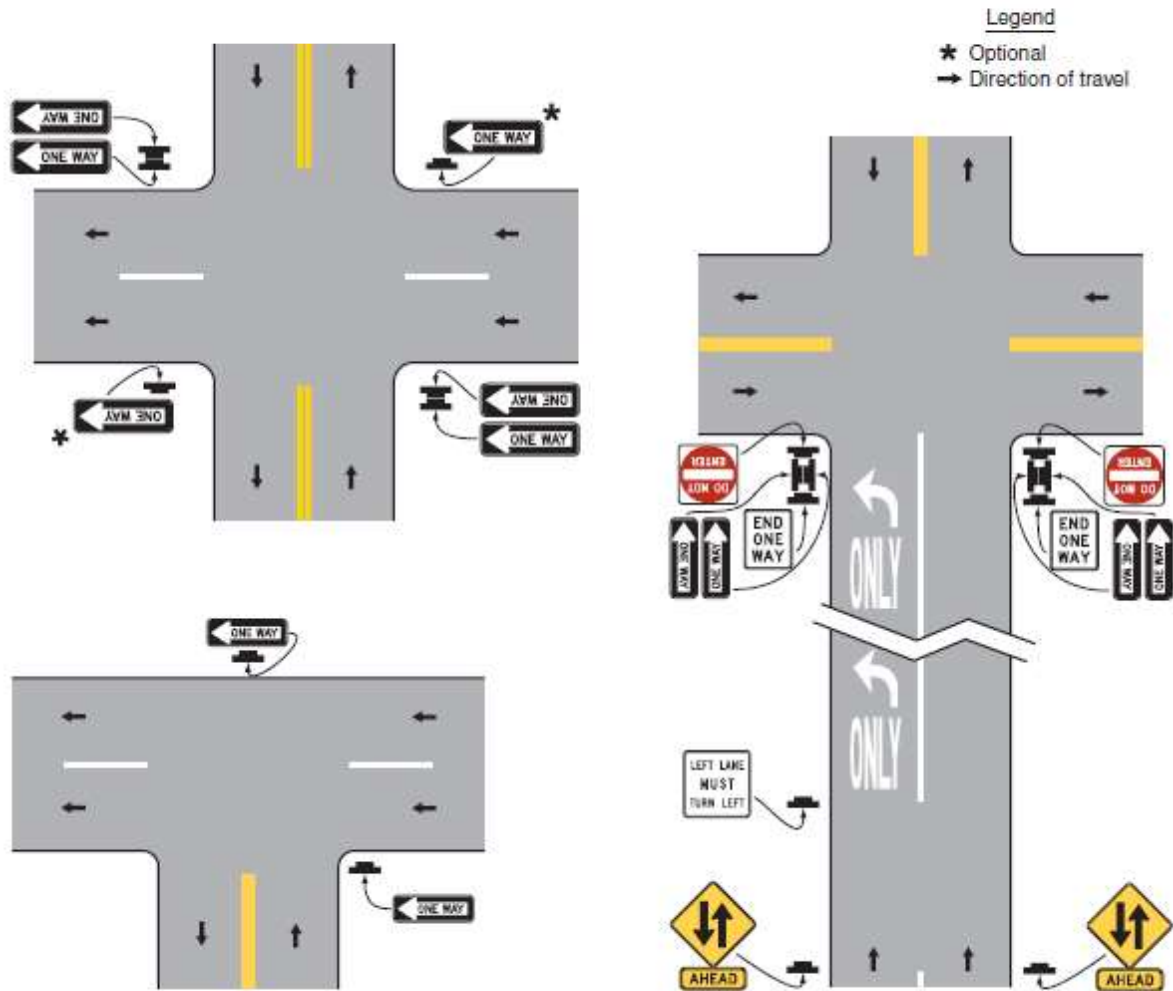 Legend
* Optional
Direction of travel
ONE WAY
ONE WAY
ONE WAY
*
ONE WAY
*
ONE WAY
ONE WAY
ONE WAY
ONE WAY
DO NOT
ENTER
ONE WAY
ONE WAY
END
ONE
WAY
DO NOT
ENTER
END
ONE
WAY
ONE WAY
ONE WAY
ONLY
ONLY
LEFT LANE
MUST
TURN LEFT
AHEAD
AHEAD